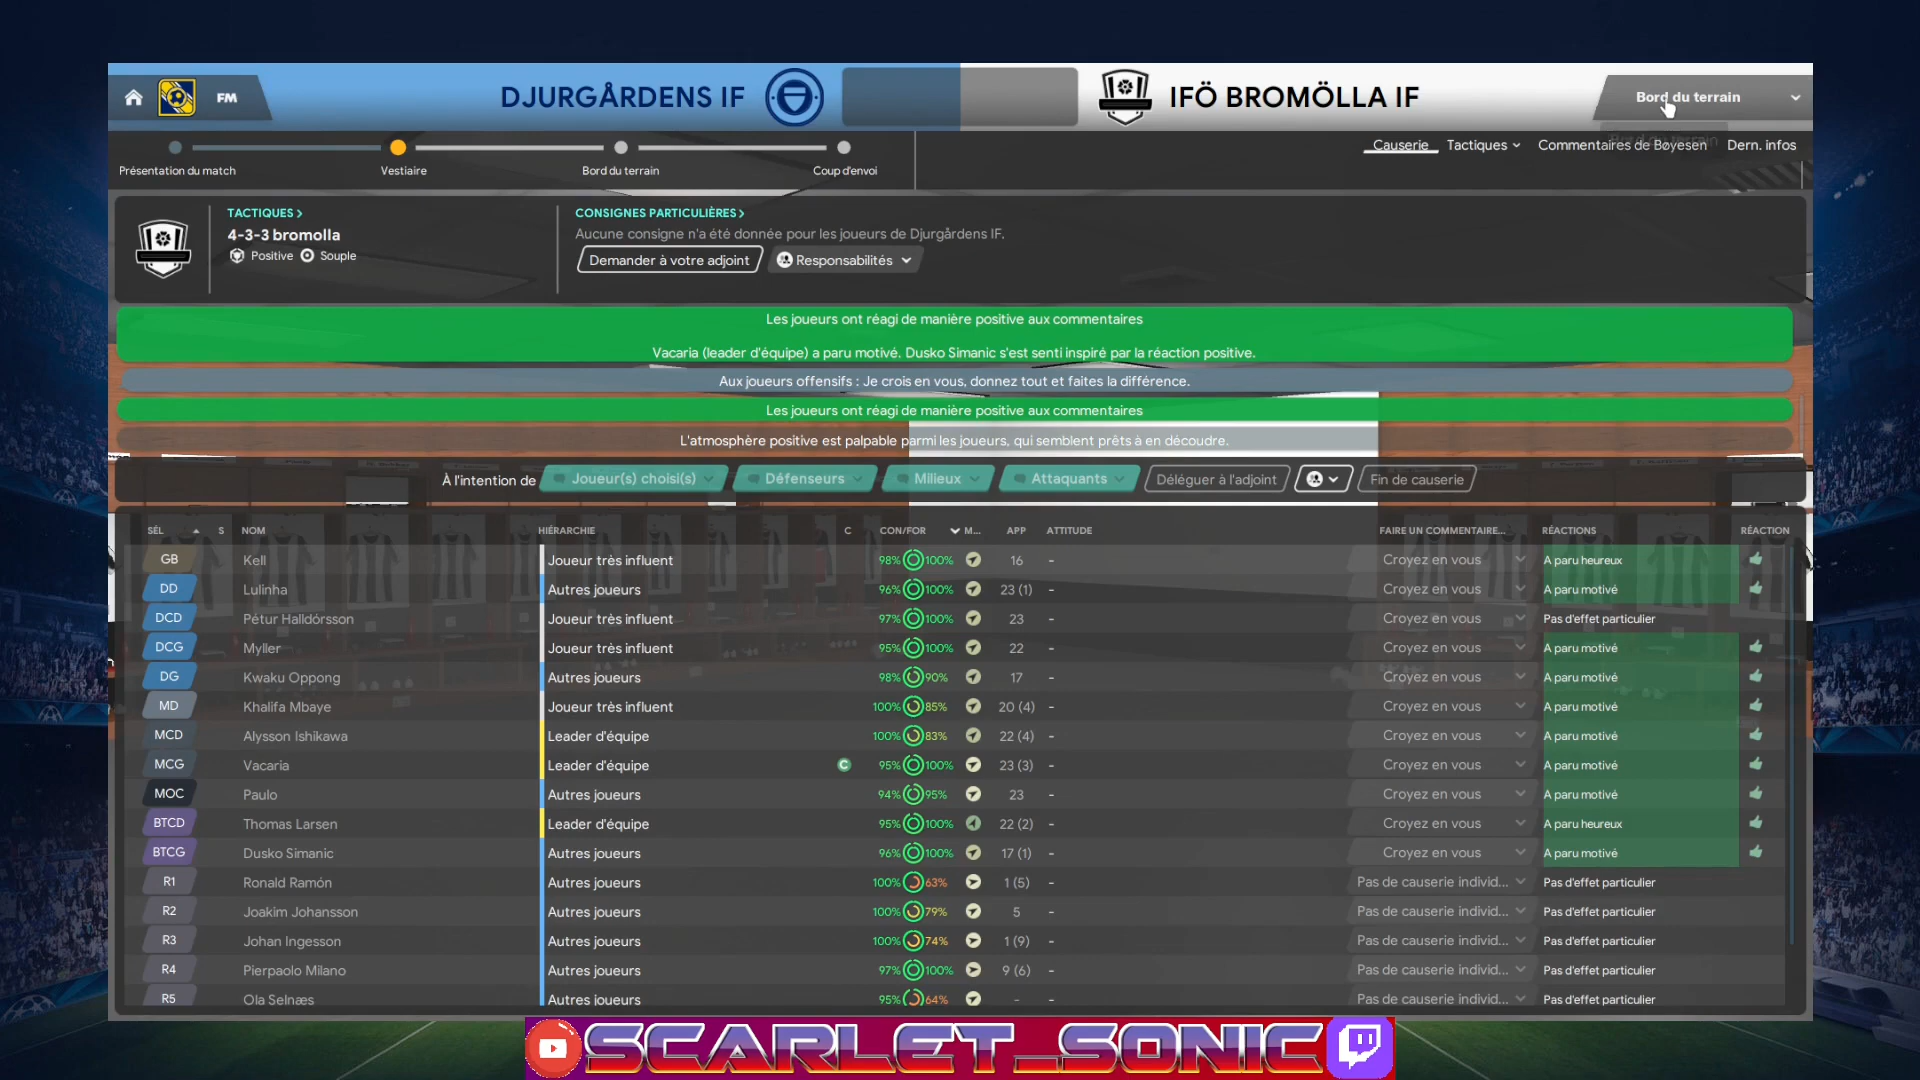 FM
DJURGÅRDENS IF
IFÖ BROMÖLLA IF
Bord du terrain
Bord du terrain
Présentation du match
Vestiaire
Bord du terrain
Coup d'envoi
Causerie Tactiques Commentaires de Bøyesen Dern. infos
TACTIQUES >
4-3-3 bromolla
Positive Souple
CONSIGNES PARTICULIÈRES >
Aucune consigne n'a été donnée pour les joueurs de Djurgårdens IF.
Demander à votre adjoint Responsabilités
Les joueurs ont réagi de manière positive aux commentaires
Vacaria (leader d'équipe) a paru motivé. Dusko Simanic s'est senti inspiré par la réaction positive.
Aux joueurs offensifs : Je crois en vous, donnez tout et faites la différence.
Les joueurs ont réagi de manière positive aux commentaires
L'atmosphère positive est palpable parmi les joueurs, qui semblent prêts à en découdre.
À l'intention de Joueur(s) choisi(s) Défenseurs Milieux Attaquants Déléguer à l'adjoint Fin de causerie
SÉL S NOM HIÉRARCHIE C CON/FOR M... APP ATTITUDE FAIRE UN COMMENTAIRE... RÉACTIONS RÉACTION
GB Kell Joueur très influent 98% 100% 16 - Croyez en vous A paru heureux
DD Lulinha Autres joueurs 96% 100% 23 (1) - Croyez en vous A paru motivé
DCD Pétur Halldórsson Joueur très influent 97% 100% 23 - Croyez en vous Pas d'effet particulier
DCG Myller Joueur très influent 95% 100% 22 - Croyez en vous A paru motivé
DG Kwaku Oppong Autres joueurs 98% 90% 17 - Croyez en vous A paru motivé
MD Khalifa Mbaye Joueur très influent 100% 85% 20 (4) - Croyez en vous A paru motivé
MCD Alysson Ishikawa Leader d'équipe 100% 83% 22 (4) - Croyez en vous A paru motivé
MCG Vacaria Leader d'équipe C 95% 100% 23 (3) - Croyez en vous A paru motivé
MOC Paulo Autres joueurs 94% 95% 23 - Croyez en vous A paru motivé
BTCD Thomas Larsen Leader d'équipe 95% 100% 22 (2) - Croyez en vous A paru heureux
BTCG Dusko Simanic Autres joueurs 96% 100% 17 (1) - Croyez en vous A paru motivé
R1 Ronald Ramón Autres joueurs 100% 63% 1 (5) - Pas de causerie individ... Pas d'effet particulier
R2 Joakim Johansson Autres joueurs 100% 79% 5 - Pas de causerie individ... Pas d'effet particulier
R3 Johan Ingesson Autres joueurs 100% 74% 1 (9) - Pas de causerie individ... Pas d'effet particulier
R4 Pierpaolo Milano Autres joueurs 97% 100% 9 (6) - Pas de causerie individ... Pas d'effet particulier
R5 Ola Selnæs Autres joueurs 95% 64% - - Pas de causerie individ... Pas d'effet particulier
SCARLET_SONIC